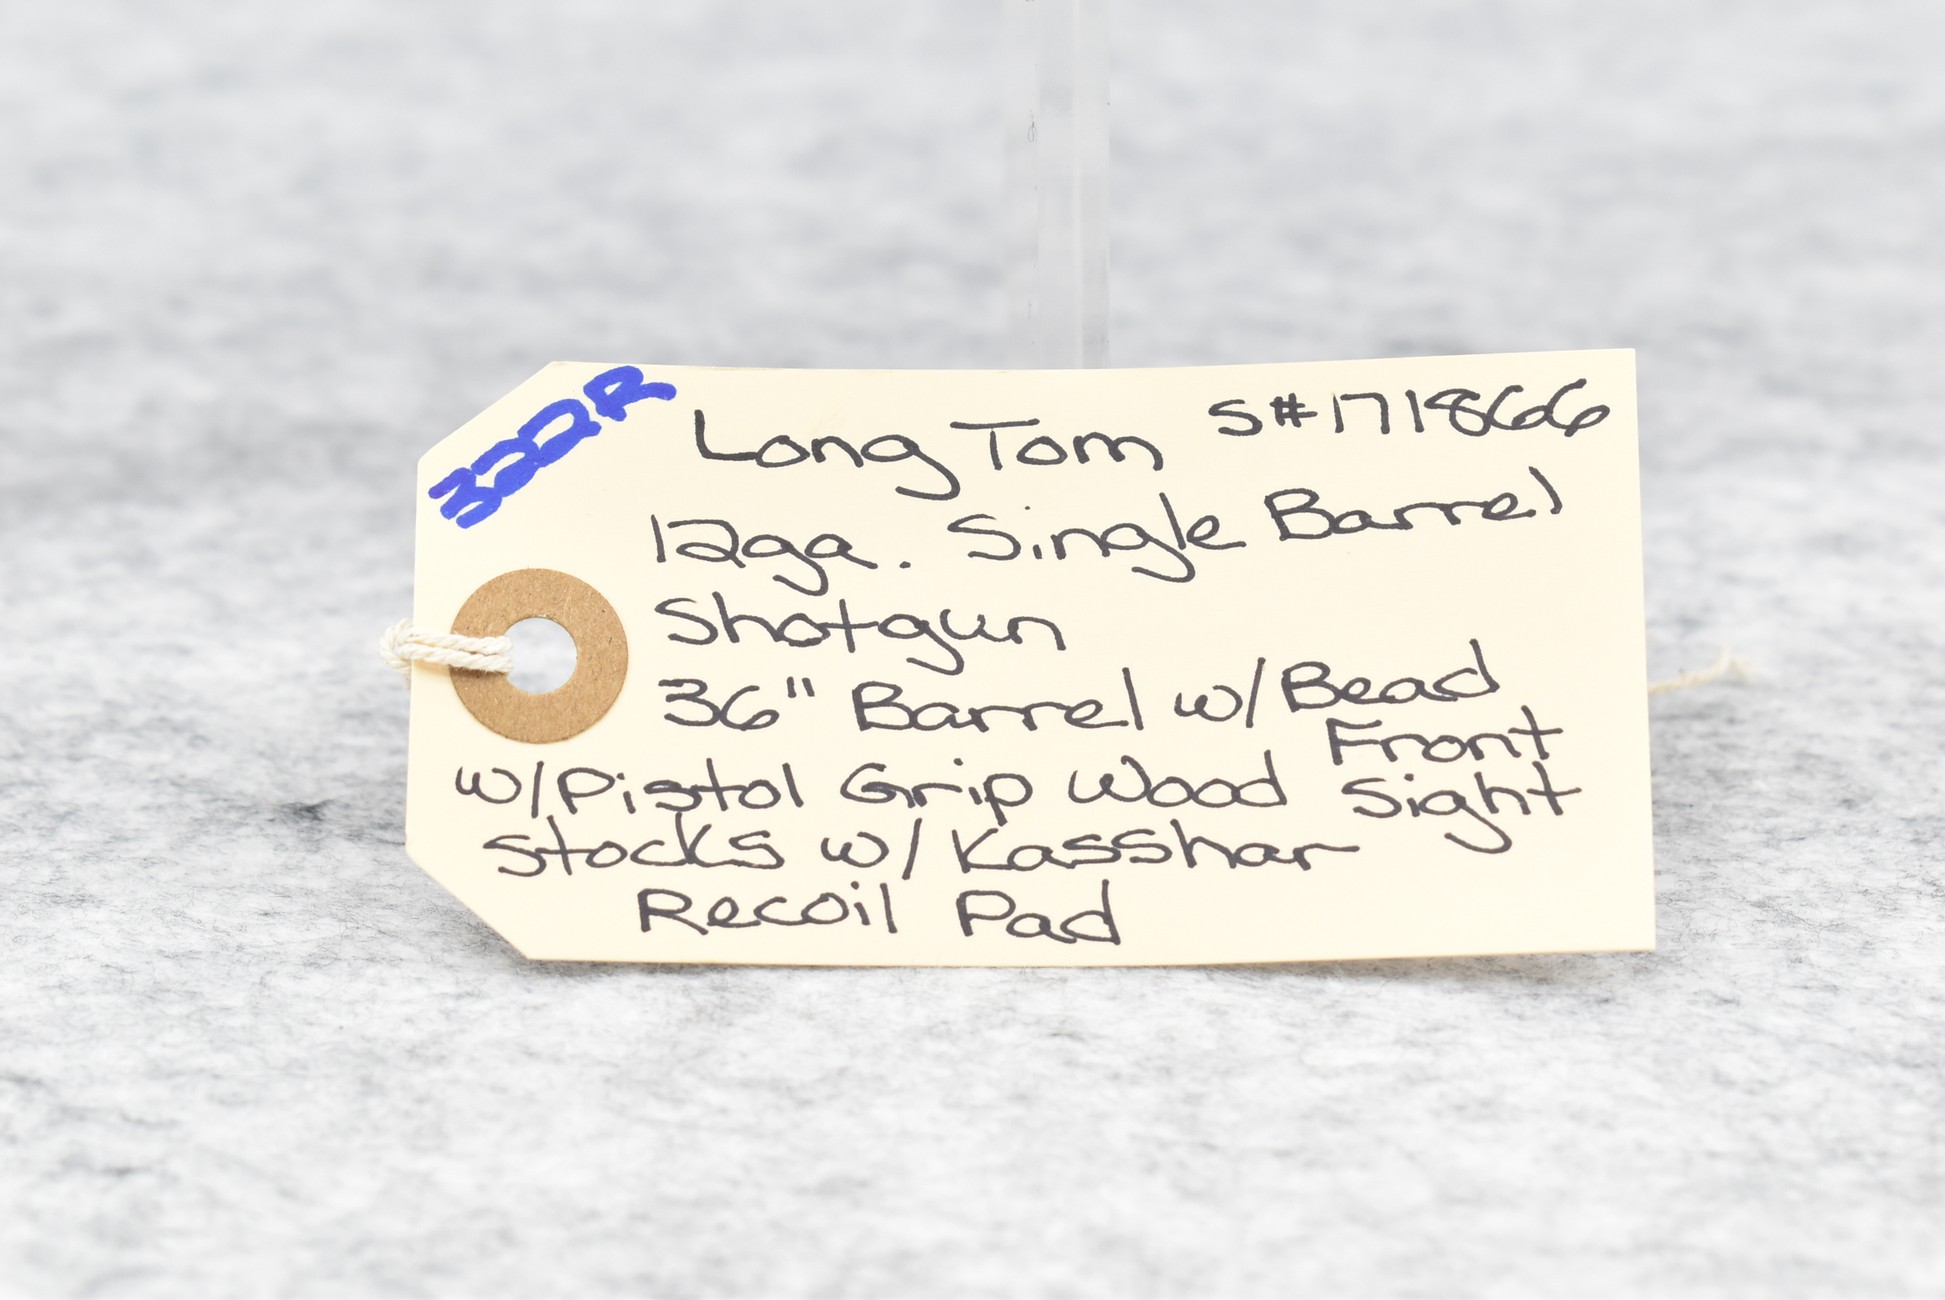 322R
Long Tom S#1718666
12ga. Single Barrel
Shotgun
36" Barrel w/Bead
Front
w/Pistol Grip Wood Sight
Stocks w/ Kasshar
Recoil Pad